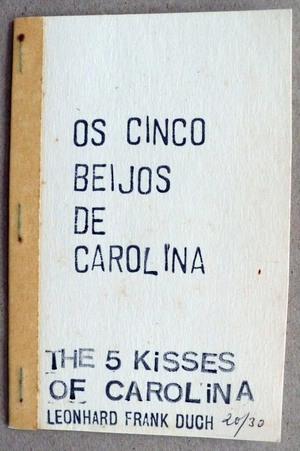 OS CINCO
BEIJOS
DE
CAROLINA
THE 5 KiSSES
OF CAROLiNA
LEONHARD FRANK DUCH 20/30